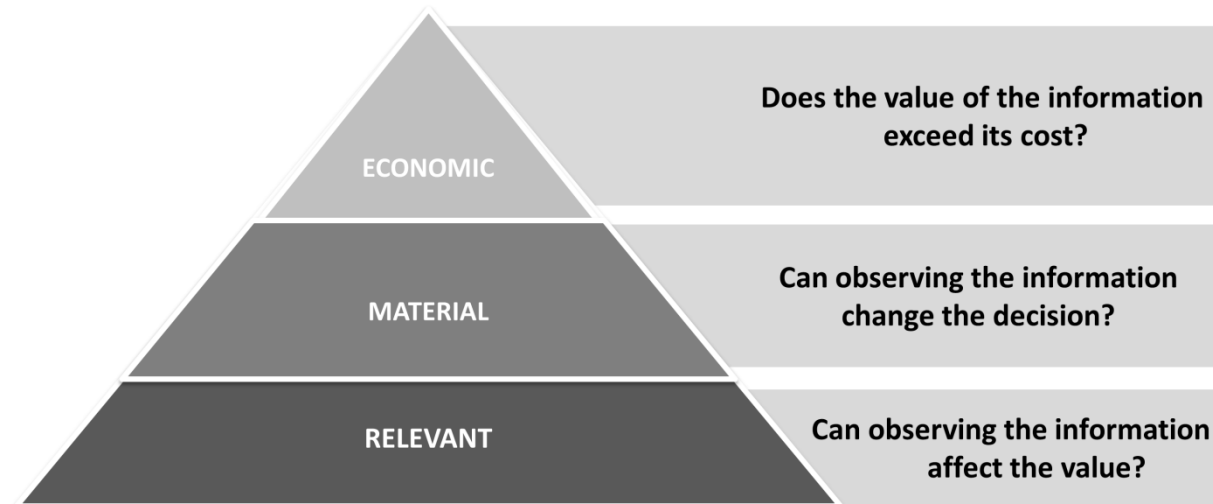 ECONOMIC
Does the value of the information
exceed its cost?
MATERIAL
Can observing the information
change the decision?
RELEVANT
Can observing the information
affect the value?